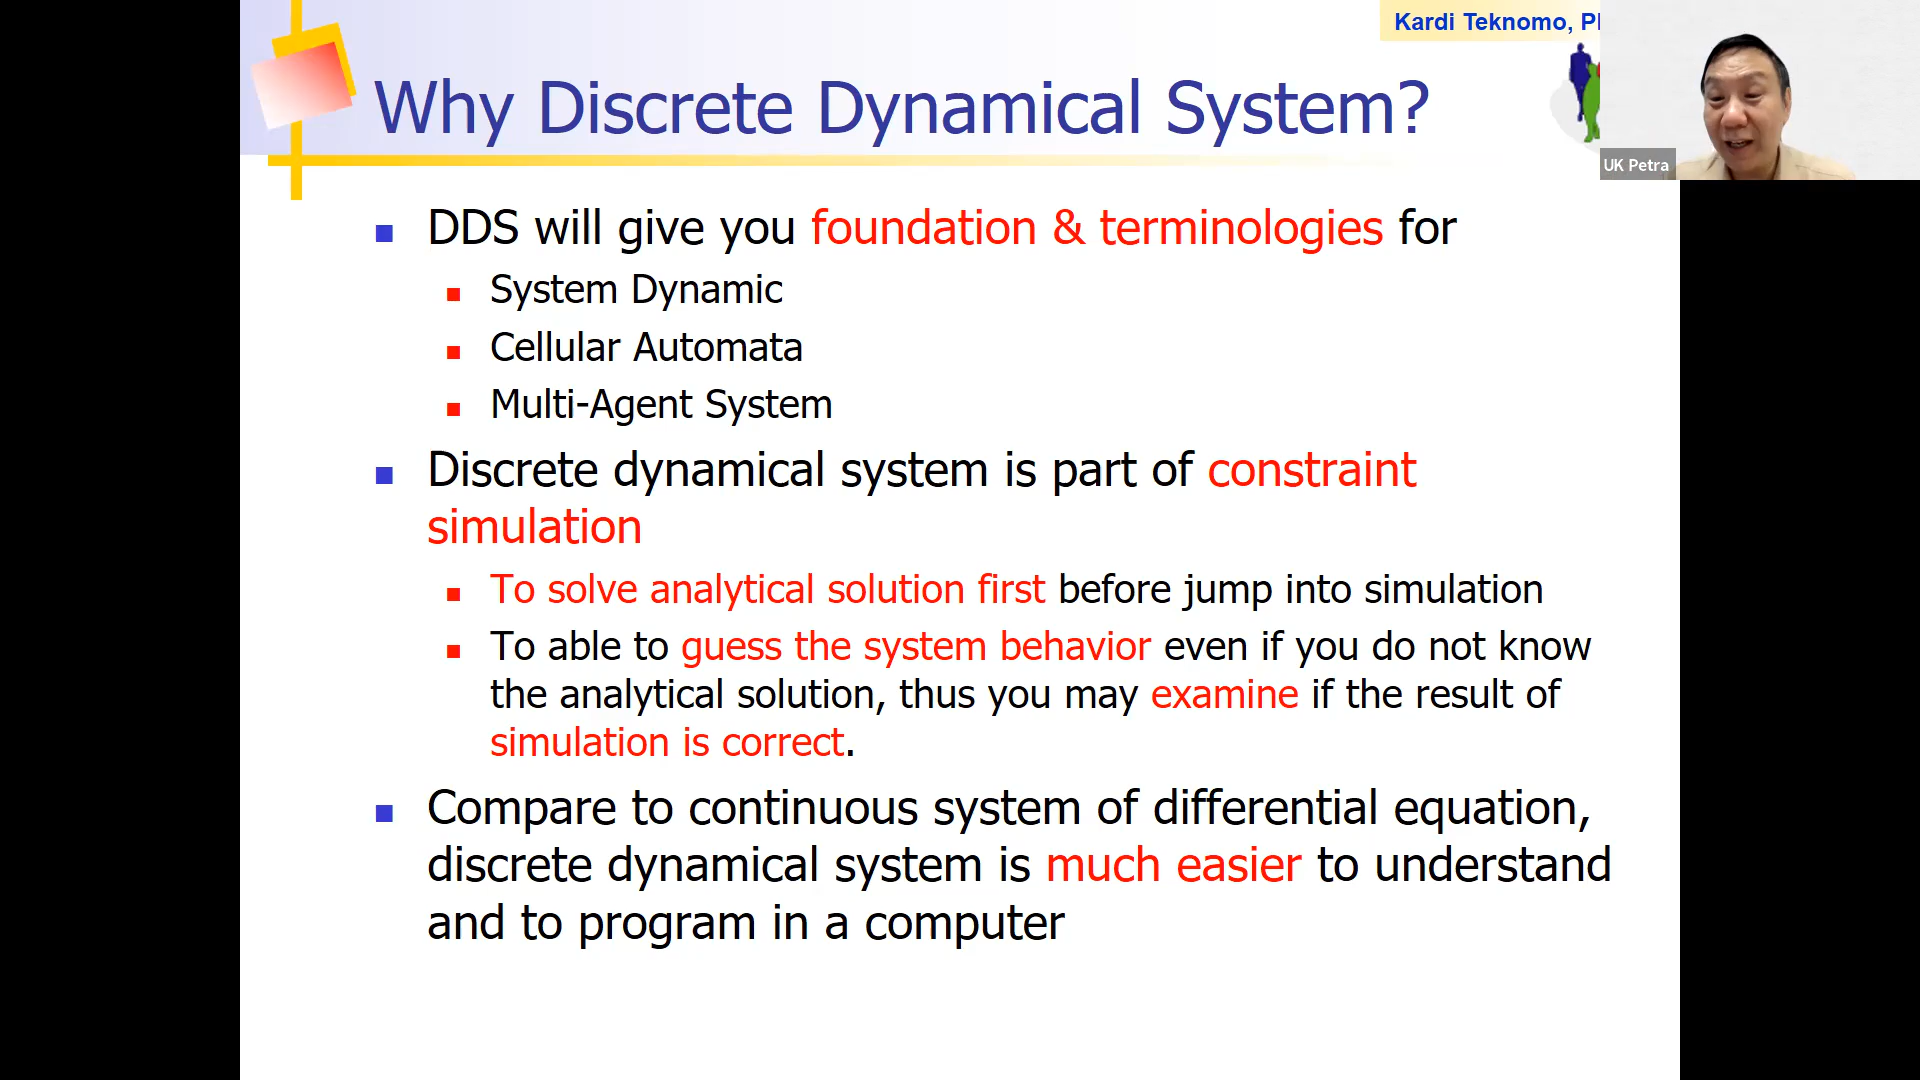 Kardi Teknomo, P
Why Discrete Dynamical System?
UK Petra
DDS will give you foundation & terminologies for
System Dynamic
Cellular Automata
Multi-Agent System
Discrete dynamical system is part of constraint
simulation
To solve analytical solution first before jump into simulation
To able to guess the system behavior even if you do not know
the analytical solution, thus you may examine if the result of
simulation is correct.
Compare to continuous system of differential equation,
discrete dynamical system is much easier to understand
and to program in a computer